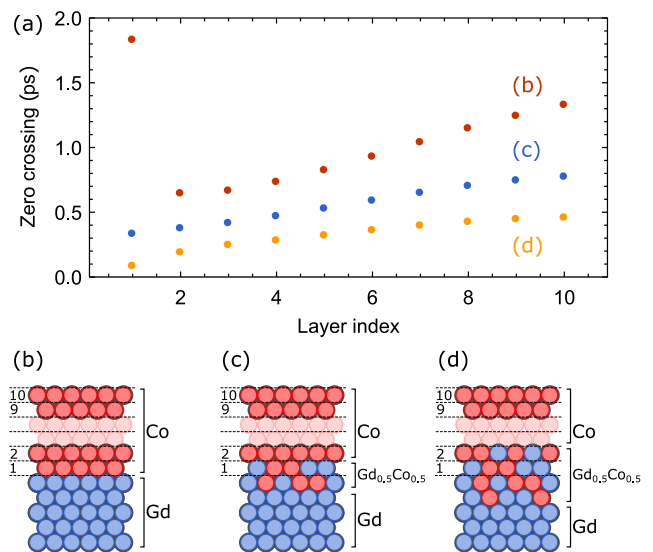 (a)
2.0
1.5
1.0
0.5
0.0
Zero crossing (ps)
(b)
(c)
(d)
2 4 6 8 10
Layer index
(b) (c) (d)
10
9
2
1
Co
Gd
10
9
2
1
Co
Gd0.5Co0.5
Gd
10
9
2
1
Co
Gd0.5Co0.5
Gd